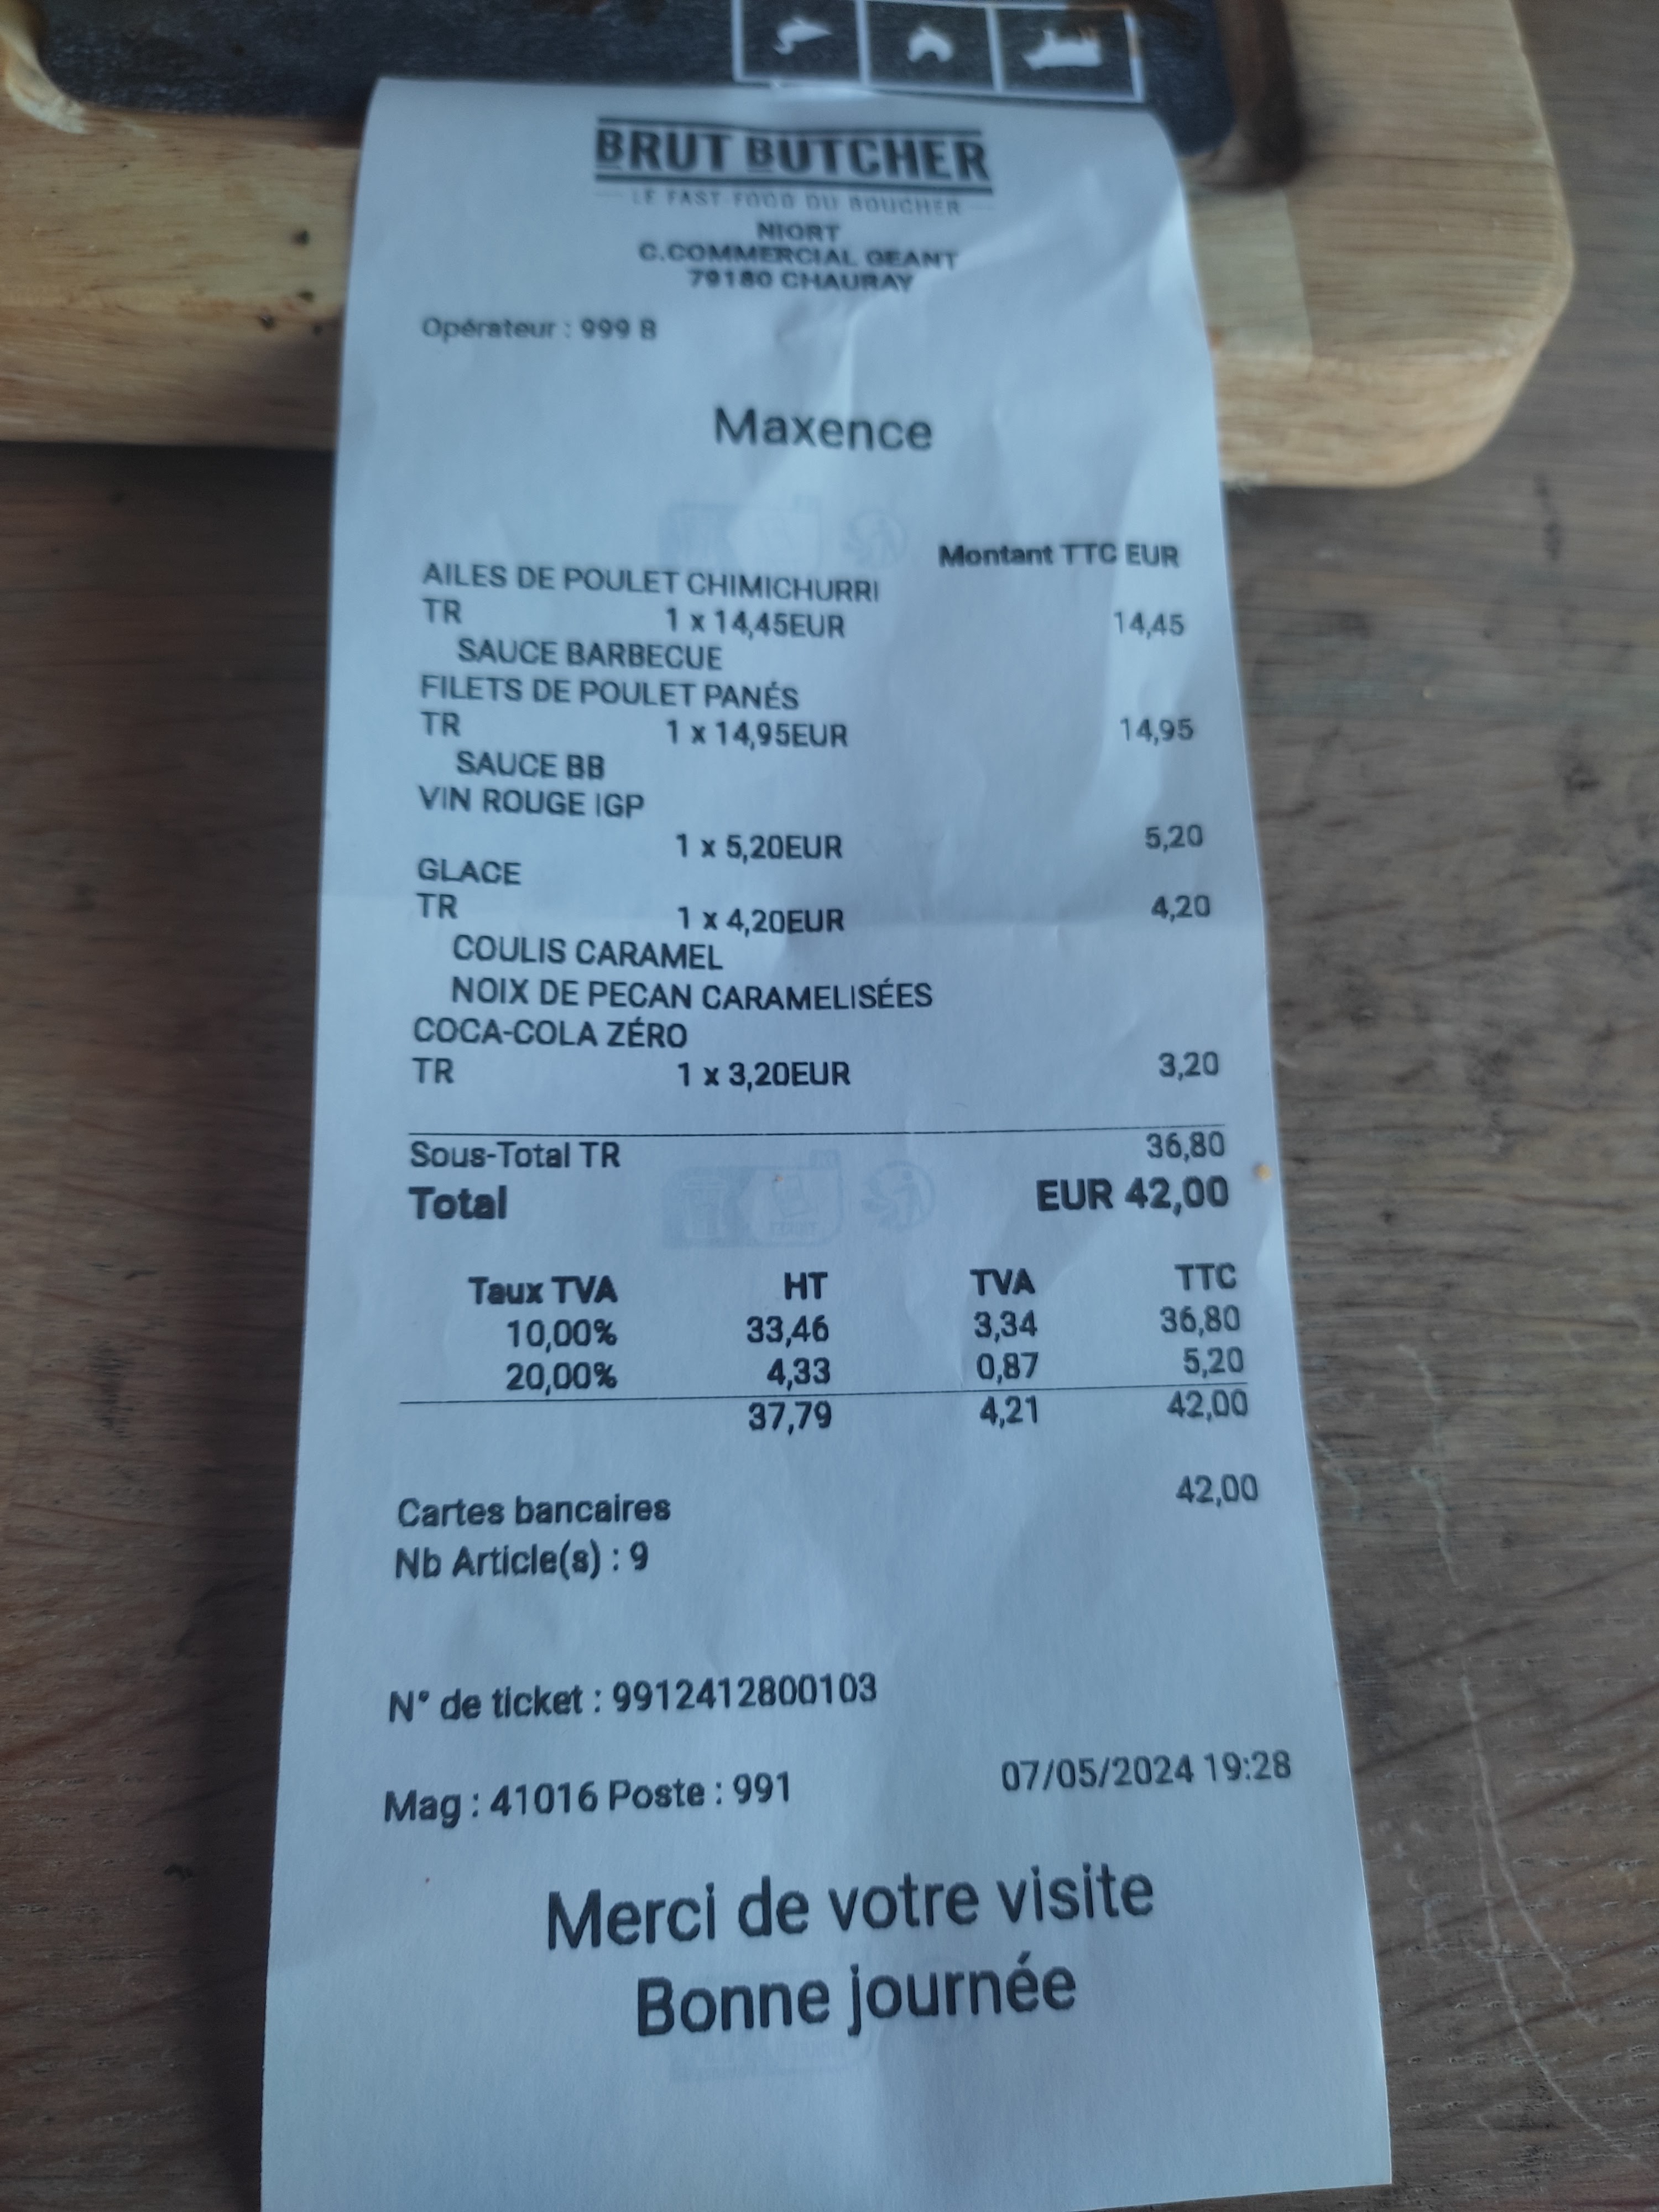 BRUT BUTCHER
LE FAST FOOD DU BOUCHER
NIORT
C.COMMERCIAL GEANT
79180 CHAURAY
Opérateur : 999 B
Maxence
Montant TTC EUR
AILES DE POULET CHIMICHURRI
TR 1 x 14,45EUR 14,45
SAUCE BARBECUE
FILETS DE POULET PANÉS
TR 1 x 14,95EUR 14,95
SAUCE BB
VIN ROUGE IGP
1 x 5,20EUR 5,20
GLACE
TR 1 x 4,20EUR 4,20
COULIS CARAMEL
NOIX DE PECAN CARAMELISÉES
COCA-COLA ZÉRO
TR 1 x 3,20EUR 3,20
Sous-Total TR 36,80
Total EUR 42,00
Taux TVA HT TVA TTC
10,00% 33,46 3,34 36,80
20,00% 4,33 0,87 5,20
37,79 4,21 42,00
Cartes bancaires 42,00
Nb Article(s) : 9
N° de ticket : 9912412800103
Mag : 41016 Poste : 991 07/05/2024 19:28
Merci de votre visite
Bonne journée